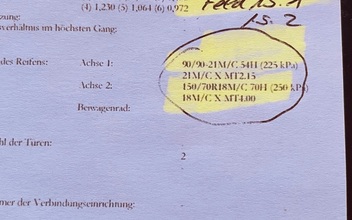 (4) 1,230 (5) 1,064 (6) 0,972
Feld 15.1
15.2
zung:
sverhältnis im höchsten Gang:
des Reifens: Achse 1: 90/90-21M/C 54H (225 kPa)
21M/C X MT2.15
Achse 2: 150/70R18M/C 70H (250 kPa)
18M/C X MT4.00
Beiwagenrad:
hl der Türen:
2
mer der Verbindungseinrichtung: